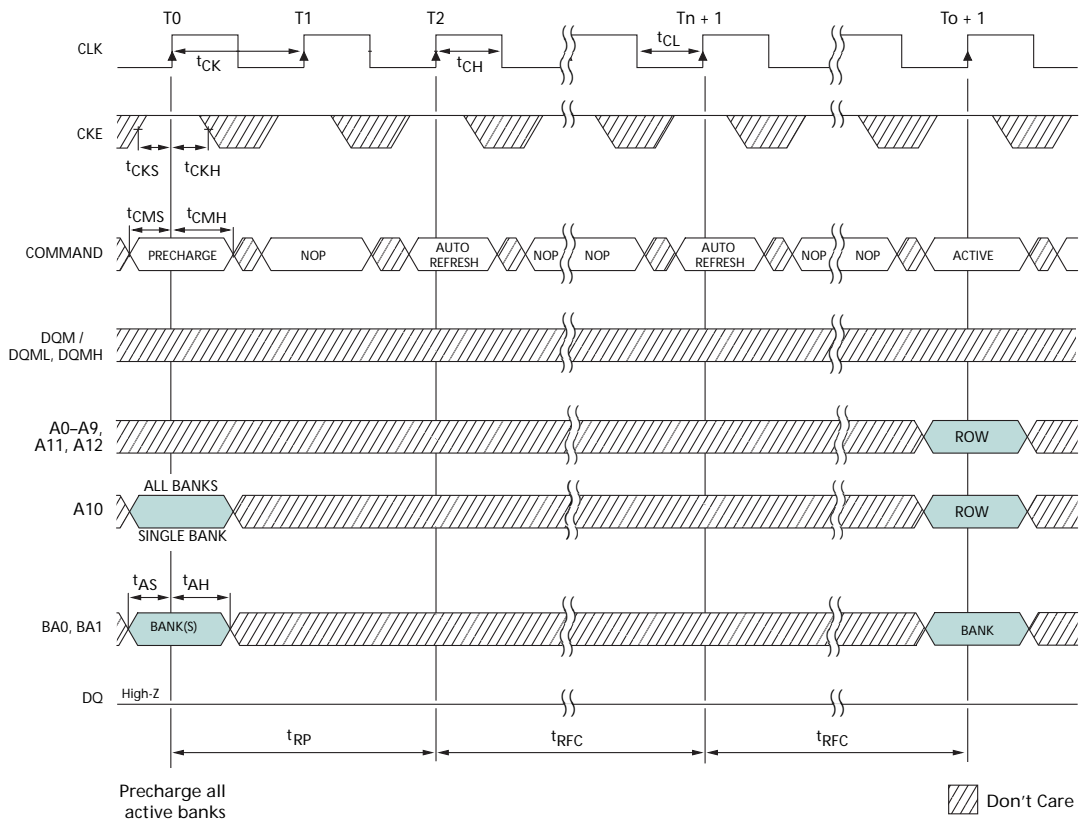 T0 T1 T2 Tn + 1 To + 1
CLK
tCK tCH tCL
CKE
tCKS tCKH
tCMS tCMH
COMMAND PRECHARGE NOP AUTO REFRESH NOP NOP AUTO REFRESH NOP NOP ACTIVE
DQM /
DQML, DQMH
A0–A9,
A11, A12
ROW
ALL BANKS
A10 ROW
SINGLE BANK
tAS tAH
BA0, BA1 BANK(S) BANK
DQ High-Z
tRP tRFC tRFC
Precharge all
active banks
Don't Care